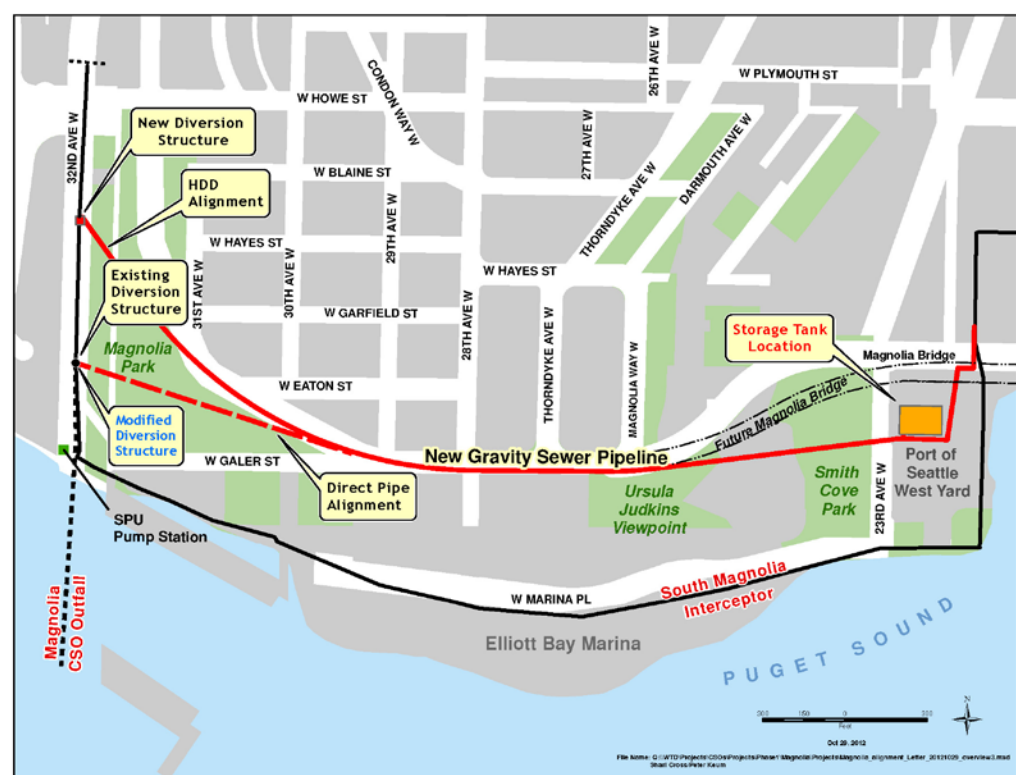 W PLYMOUTH ST
26TH AVE W
CONDON WAY W
W HOWE ST
32ND AVE W
New Diversion
Structure
27TH AVE W
THORNDYKE AVE W
DARMOUTH AVE W
HDD
Alignment
W BLAINE ST
29TH AVE W
W HAYES ST
W HAYES ST
31ST AVE W
30TH AVE W
28TH AVE W
Existing
Diversion
Structure
W GARFIELD ST
THORNDYKE AVE W
MAGNOLIA WAY W
Storage Tank
Location
Magnolia Bridge
Magnolia
Park
W EATON ST
Future Magnolia Bridge
Modified
Diversion
Structure
W GALER ST
New Gravity Sewer Pipeline
Direct Pipe
Alignment
Ursula
Judkins
Viewpoint
Smith
Cove
Park
23RD AVE W
Port of
Seattle
West Yard
SPU
Pump Station
Magnolia
CSO Outfall
W MARINA PL
South Magnolia
Interceptor
Elliott Bay Marina
PUGET SOUND
N
300 150 0 300
Feet
Oct 29, 2012